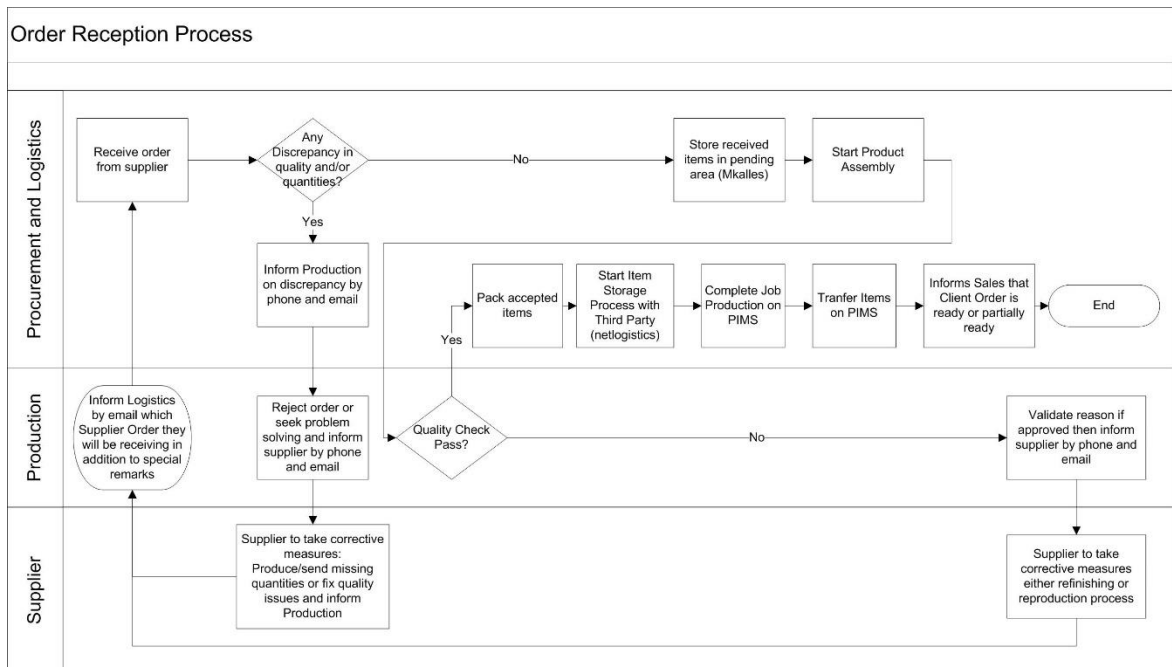 Order Reception Process
Procurement and Logistics
Receive order
from supplier
Any
Discrepancy in
quality and/or
quantities?
No
Store received
items in pending
area (Mkalles)
Start Product
Assembly
Yes
Inform Production
on discrepancy by
phone and email
Pack accepted
items
Start Item
Storage
Process with
Third Party
(netlogistics)
Complete Job
Production on
PIMS
Tranfer Items
on PIMS
Informs Sales that
Client Order is
ready or partially
ready
End
Yes
Production
Inform Logistics
by email which
Supplier Order they
will be receiving in
addition to special
remarks
Reject order or
seek problem
solving and inform
supplier by phone
and email
Quality Check
Pass?
No
Validate reason if
approved then inform
supplier by phone and
email
Supplier
Supplier to take corrective
measures:
Produce/send missing
quantities or fix quality
issues and inform
Production
Supplier to take
corrective measures
either refinishing or
reproduction process